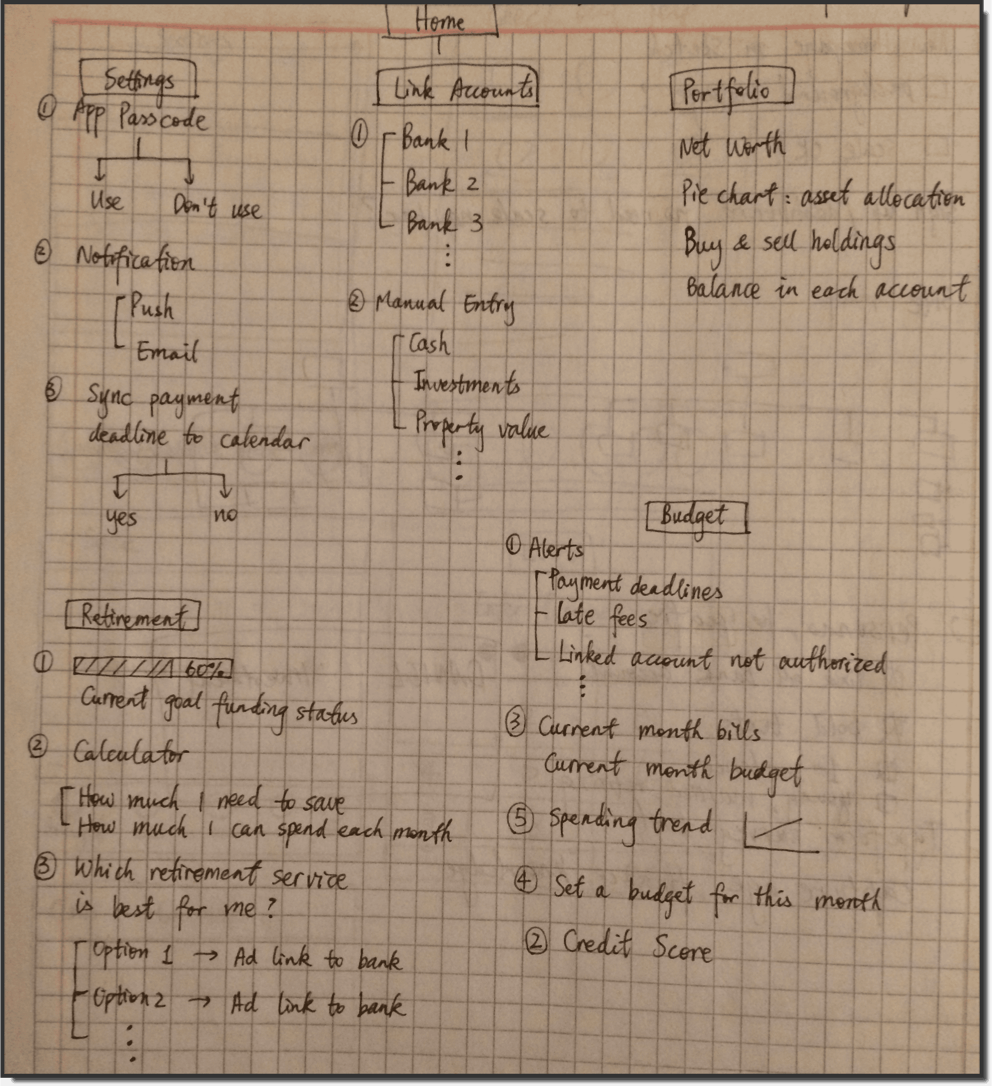 Home
Settings
① App Passcode
Use
Don't use
② Notification
Push
Email
③ Sync payment
deadline to calendar
yes
no
Link Accounts
① Bank 1
Bank 2
Bank 3
② Manual Entry
Cash
Investments
Property value
Portfolio
Net Worth
Pie chart : asset allocation
Buy & sell holdings
Balance in each account
Retirement
① 60%
Current goal funding status
② Calculator
How much I need to save
How much I can spend each month
③ Which retirement service
is best for me ?
Option 1 → Ad link to bank
Option 2 → Ad link to bank
Budget
① Alerts
Payment deadlines
Late fees
Linked account not authorized
③ Current month bills
Current month budget
⑤ Spending trend
④ Set a budget for this month
② Credit Score